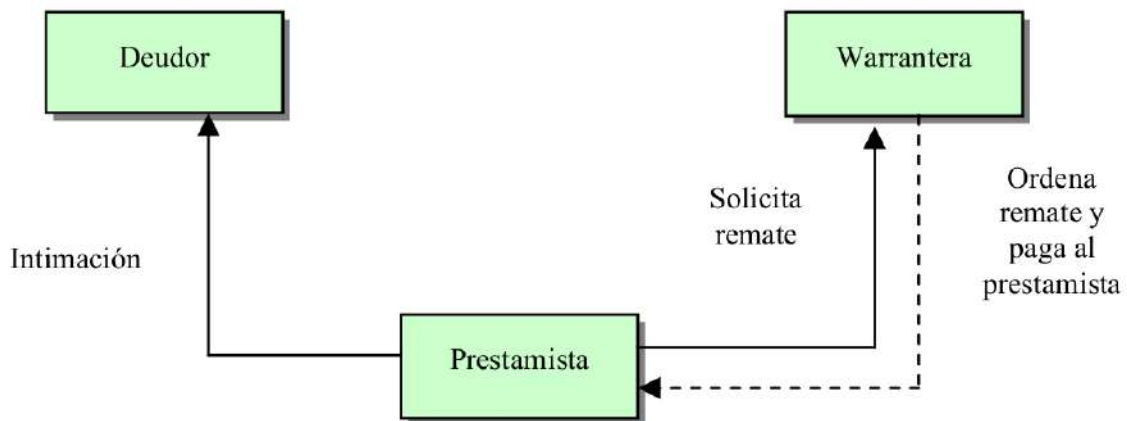 Deudor
Warrantera
Intimación
Solicita
remate
Ordena
remate y
paga al
prestamista
Prestamista